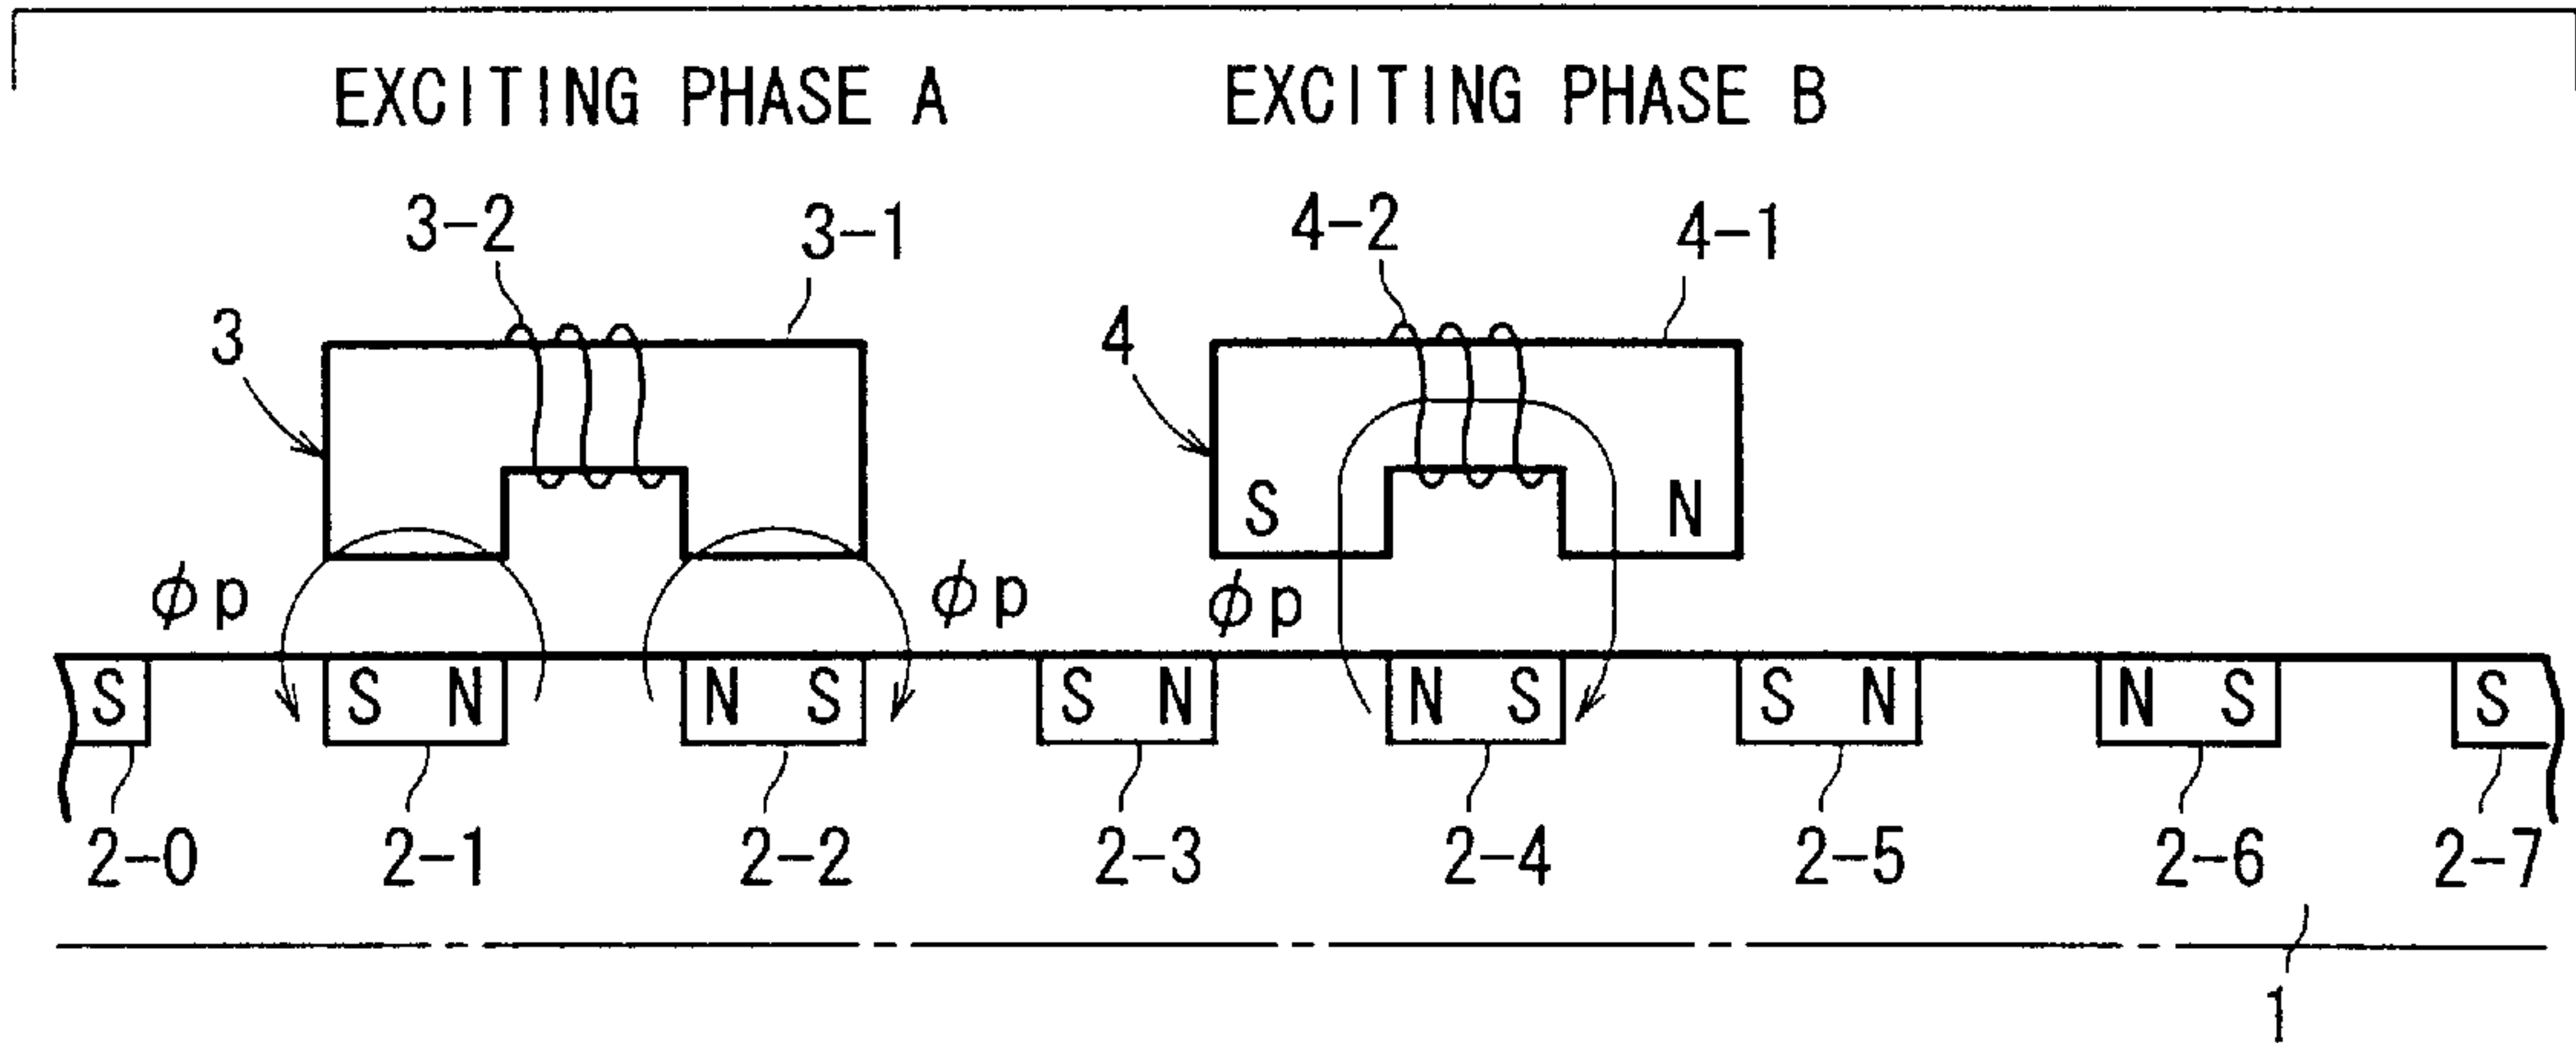 EXCITING PHASE A EXCITING PHASE B
3-2 3-1 4-2 4-1
3 4
S N
ϕp ϕp ϕp
S S N N S S N N S S N N S S
2-0 2-1 2-2 2-3 2-4 2-5 2-6 2-7
1